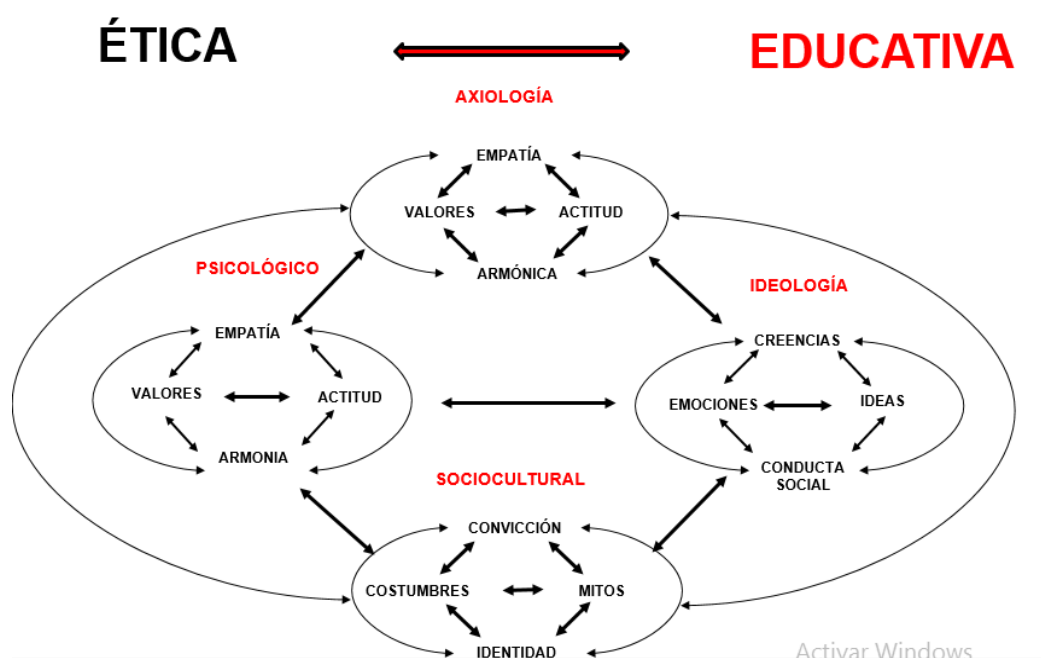 ÉTICA
EDUCATIVA
AXIOLOGÍA
EMPATÍA
VALORES
ACTITUD
ARMÓNICA
PSICOLÓGICO
IDEOLOGÍA
EMPATÍA
VALORES
ACTITUD
ARMONIA
CREENCIAS
EMOCIONES
IDEAS
CONDUCTA
SOCIAL
SOCIOCULTURAL
CONVICCIÓN
COSTUMBRES
MITOS
IDENTIDAD
Activar Windows